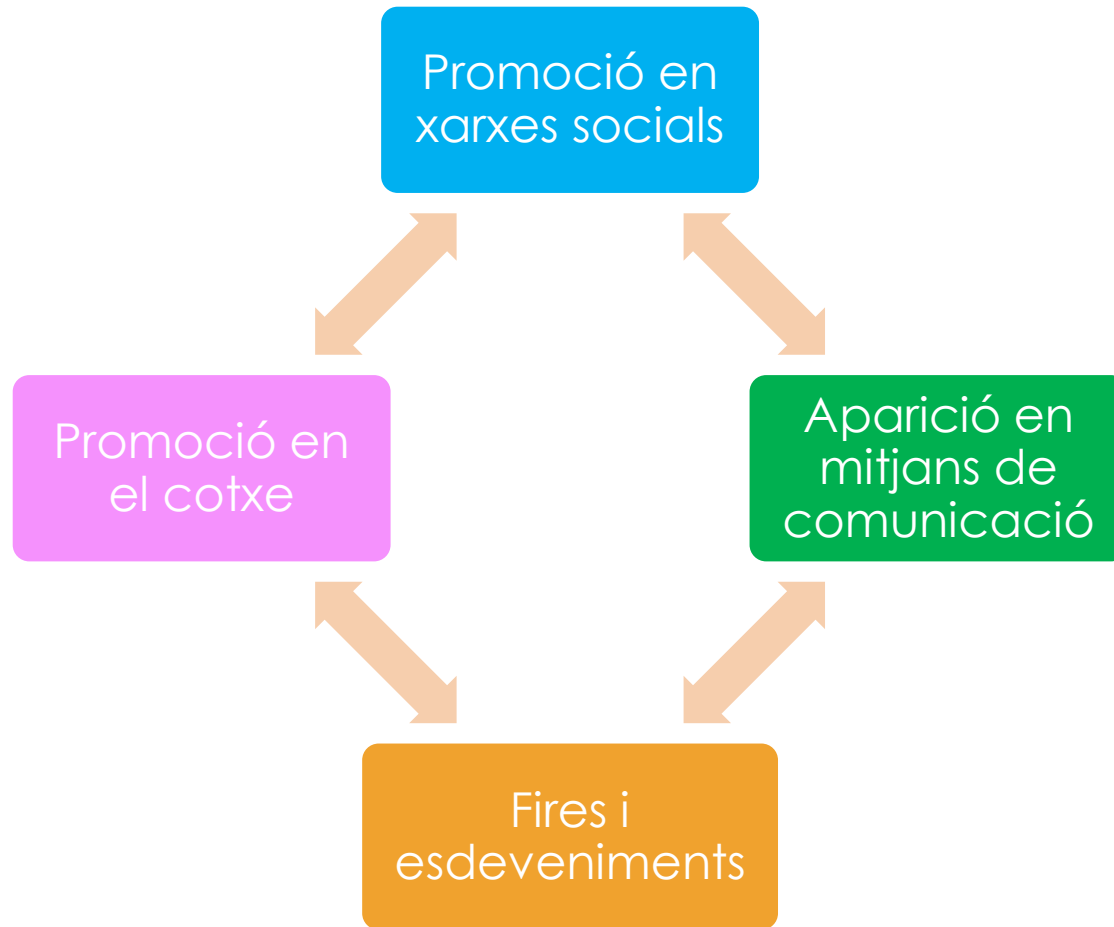 Promoció en
xarxes socials
Promoció en
el cotxe
Aparició en
mitjans de
comunicació
Fires i
esdeveniments